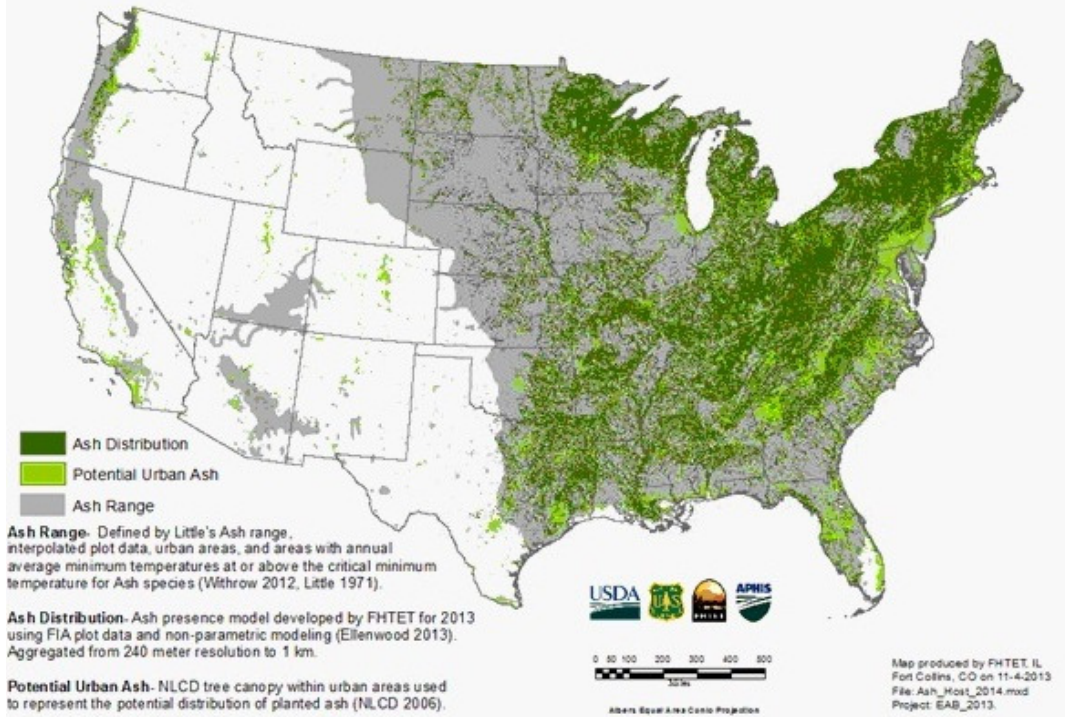 Ash Distribution
Potential Urban Ash
Ash Range
Ash Range- Defined by Little's Ash range,
interpolated plot data, urban areas, and areas with annual
average minimum temperatures at or above the critical minimum
temperature for Ash species (Withrow 2012, Little 1971).
Ash Distribution- Ash presence model developed by FHTET for 2013
using FIA plot data and non-parametric modeling (Ellenwood 2013).
Aggregated from 240 meter resolution to 1 km.
Potential Urban Ash- NLCD tree canopy within urban areas used
to represent the potential distribution of planted ash (NLCD 2006).
USDA
APHIS
0 50 100 200 300 400 500
Miles
Albers Equal Area Conic Projection
Map produced by FHTET, IL
Fort Collins, CO on 11-4-2013
File: Ash_Host_2014.mxd
Project: EAB_2013.